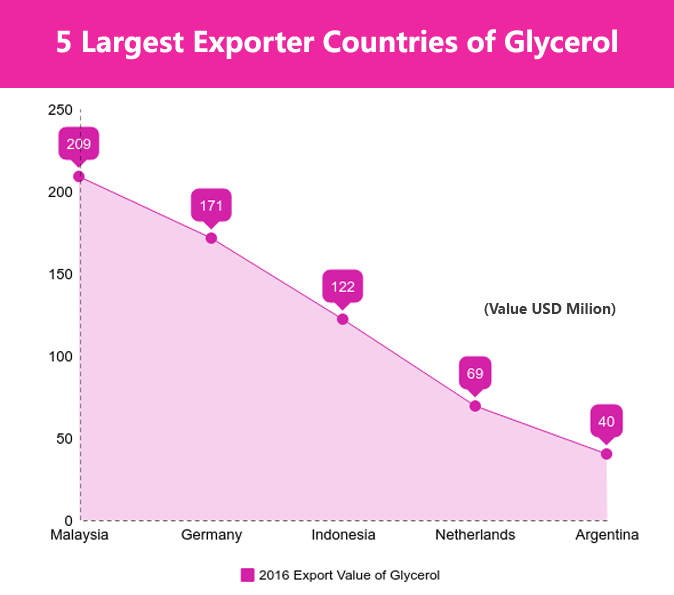 5 Largest Exporter Countries of Glycerol
250
209
200
171
150
122
(Value USD Milion)
100
69
50
40
0
Malaysia Germany Indonesia Netherlands Argentina
2016 Export Value of Glycerol